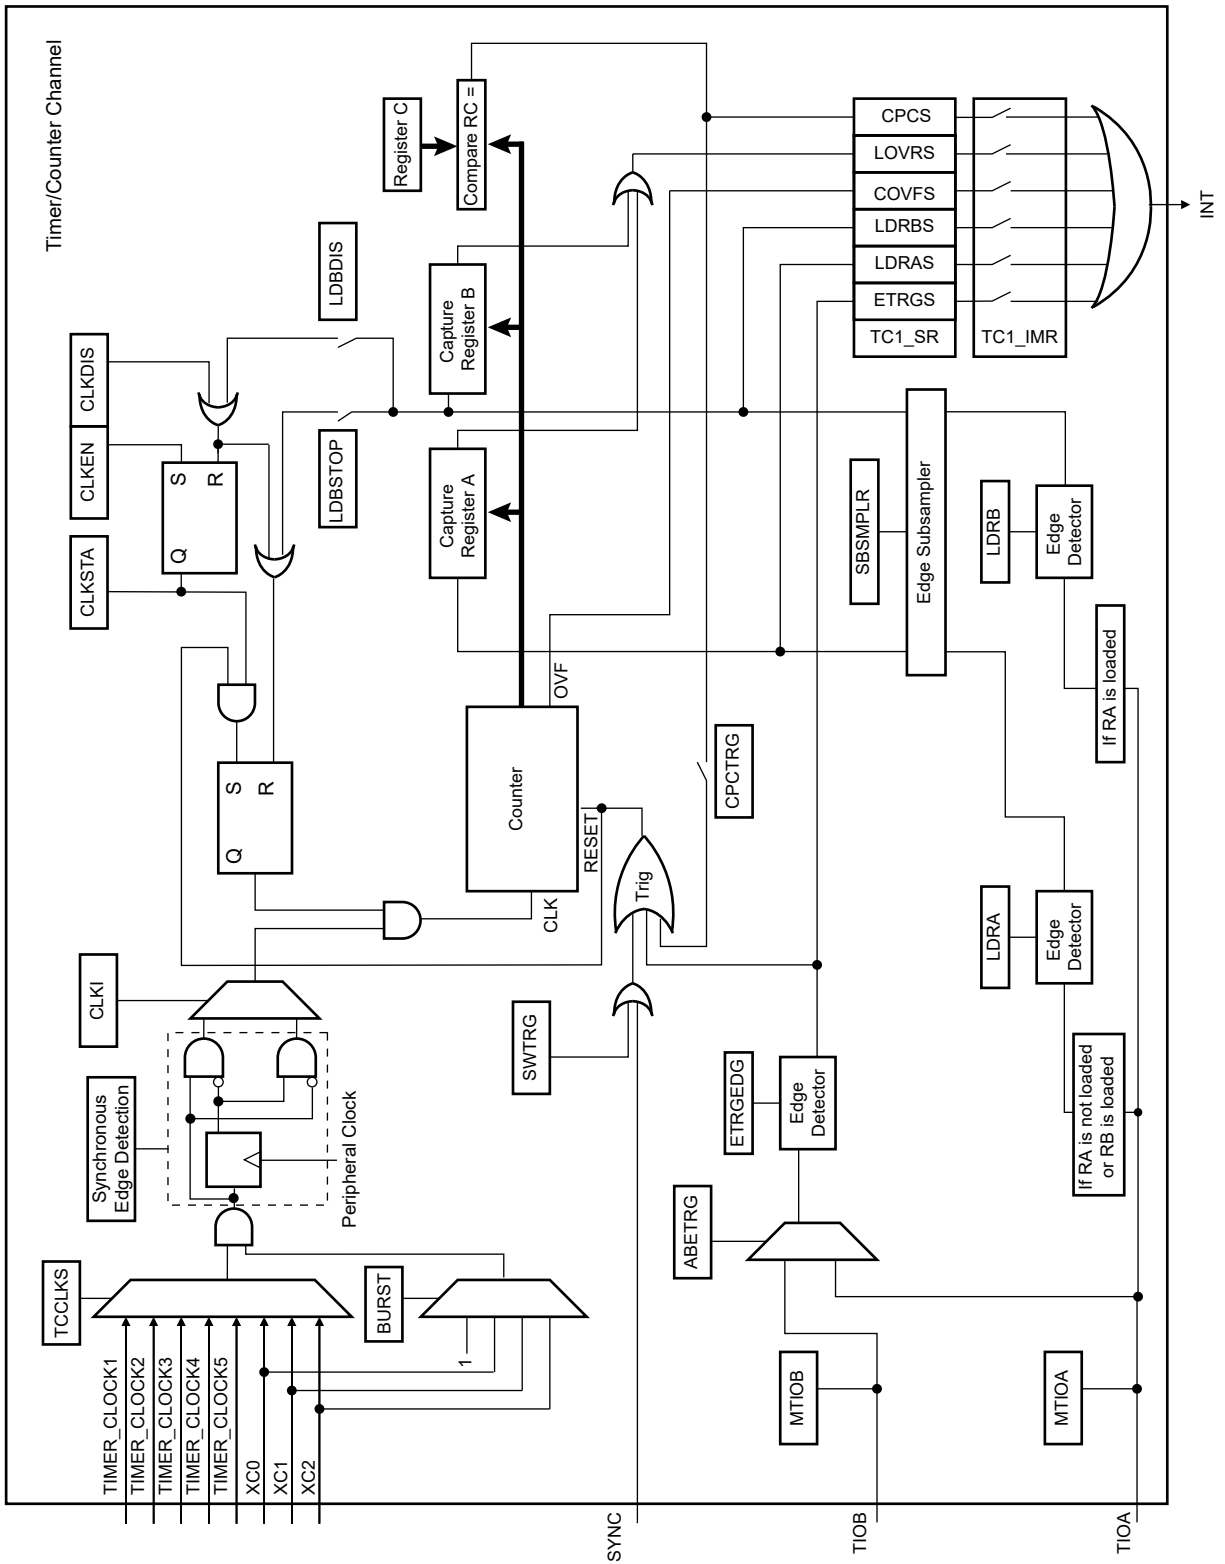 Timer/Counter Channel
TCCLKS
TIMER_CLOCK1
TIMER_CLOCK2
TIMER_CLOCK3
TIMER_CLOCK4
TIMER_CLOCK5
XC0
XC1
XC2
Synchronous
Edge Detection
CLKI
CLKSTA
CLKEN
CLKDIS
BURST
1
Peripheral Clock
Q
S
R
Q
S
R
LDBSTOP
LDBDIS
Register C
Compare RC =
Capture
Register A
Capture
Register B
Counter
CLK
OVF
RESET
SWTRG
Trig
CPCTRG
SYNC
ABETRG
ETRGEDG
Edge
Detector
MTIOB
TIOB
SBSMPLR
Edge Subsampler
LDRA
Edge
Detector
If RA is not loaded
or RB is loaded
LDRB
Edge
Detector
If RA is loaded
MTIOA
TIOA
CPCS
LOVRS
COVFS
LDRBS
LDRAS
ETRGS
TC1_SR
TC1_IMR
INT